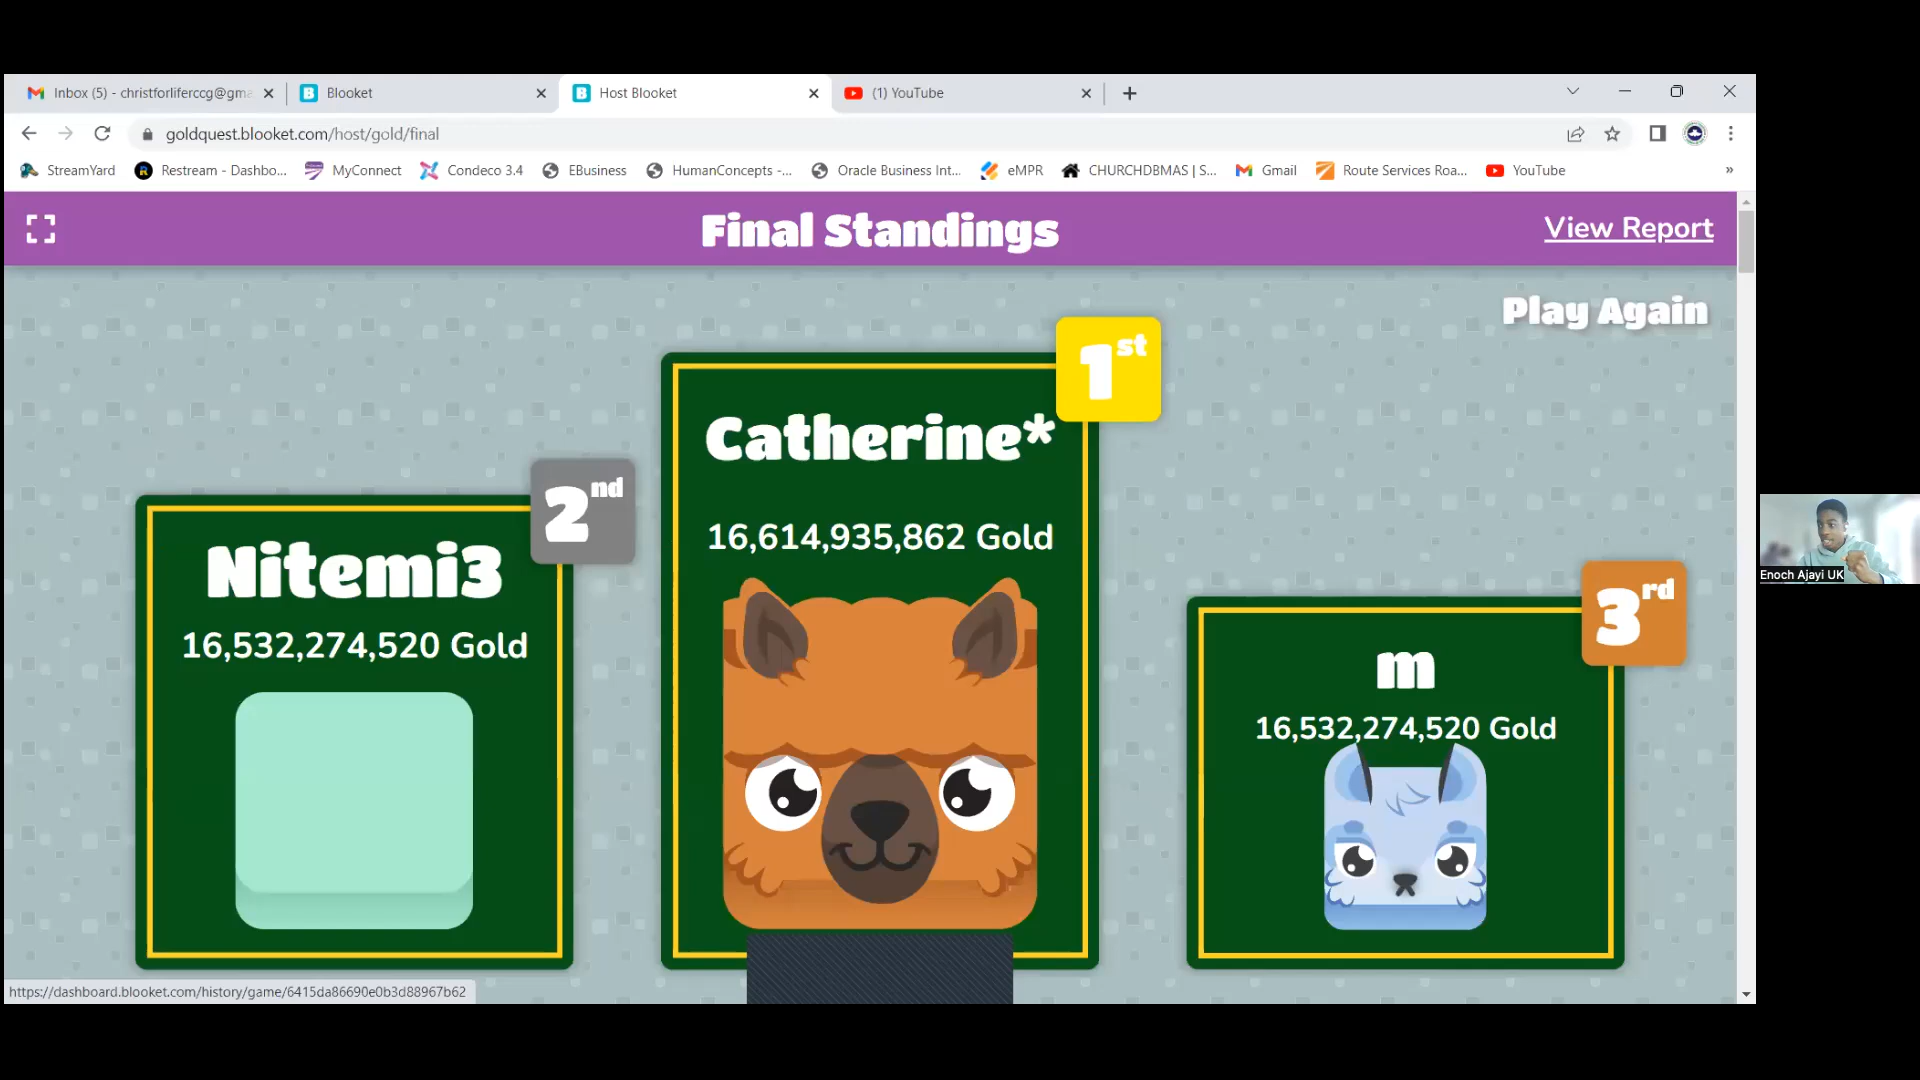 Inbox (5) - christforliferccg@gma
Blooket
Host Blooket
(1) YouTube
goldquest.blooket.com/host/gold/final
StreamYard
Restream - Dashbo...
MyConnect
Condeco 3.4
EBusiness
HumanConcepts -...
Oracle Business Int...
eMPR
CHURCHDBMAS | S...
Gmail
Route Services Roa...
YouTube
»
Final Standings
View Report
Play Again
1st
Catherine*
16,614,935,862 Gold
2nd
Nitemi3
16,532,274,520 Gold
3rd
m
16,532,274,520 Gold
Enoch Ajayi UK
https://dashboard.blooket.com/history/game/6415da86690e0b3d88967b62